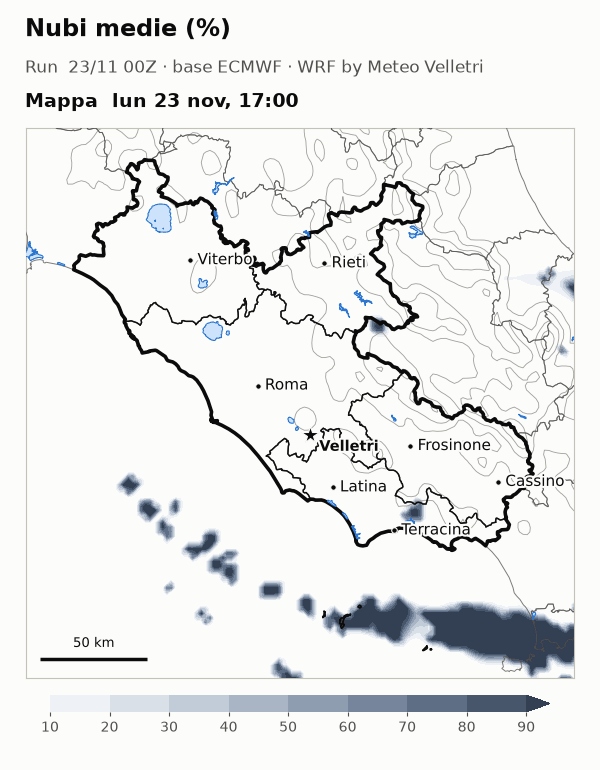 Nubi medie (%)
Run  23/11 00Z · base ECMWF · WRF by Meteo Velletri
Mappa  lun 23 nov, 17:00
Viterbo
Rieti
Roma
Velletri
Frosinone
Latina
Cassino
Terracina
50 km
10 20 30 40 50 60 70 80 90